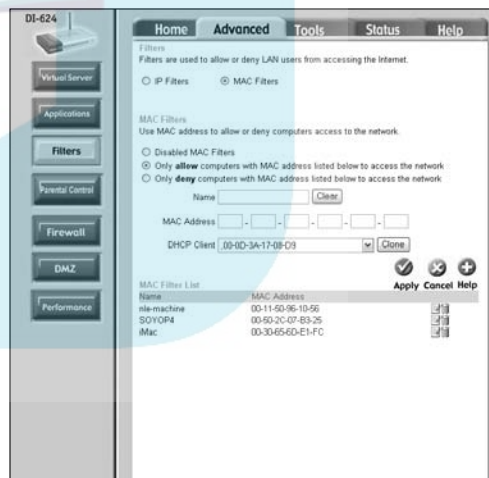 DI-624
Home Advanced Tools Status Help
Virtual Server
Applications
Filters
Parental Control
Firewall
DMZ
Performance
Filters
Filters are used to allow or deny LAN users from accessing the Internet.
IP Filters MAC Filters
MAC Filters
Use MAC address to allow or deny computers access to the network.
Disabled MAC Filters
Only allow computers with MAC address listed below to access the network
Only deny computers with MAC address listed below to access the network
Name Clear
MAC Address - - - - -
DHCP Client ,00-0D-3A-17-08-D9 Clone
Apply Cancel Help
MAC Filter List
Name MAC Address
nle-machine 00-11-50-96-10-56
SOYOP4 00-50-2C-07-B3-25
iMac 00-30-65-6D-E1-FC